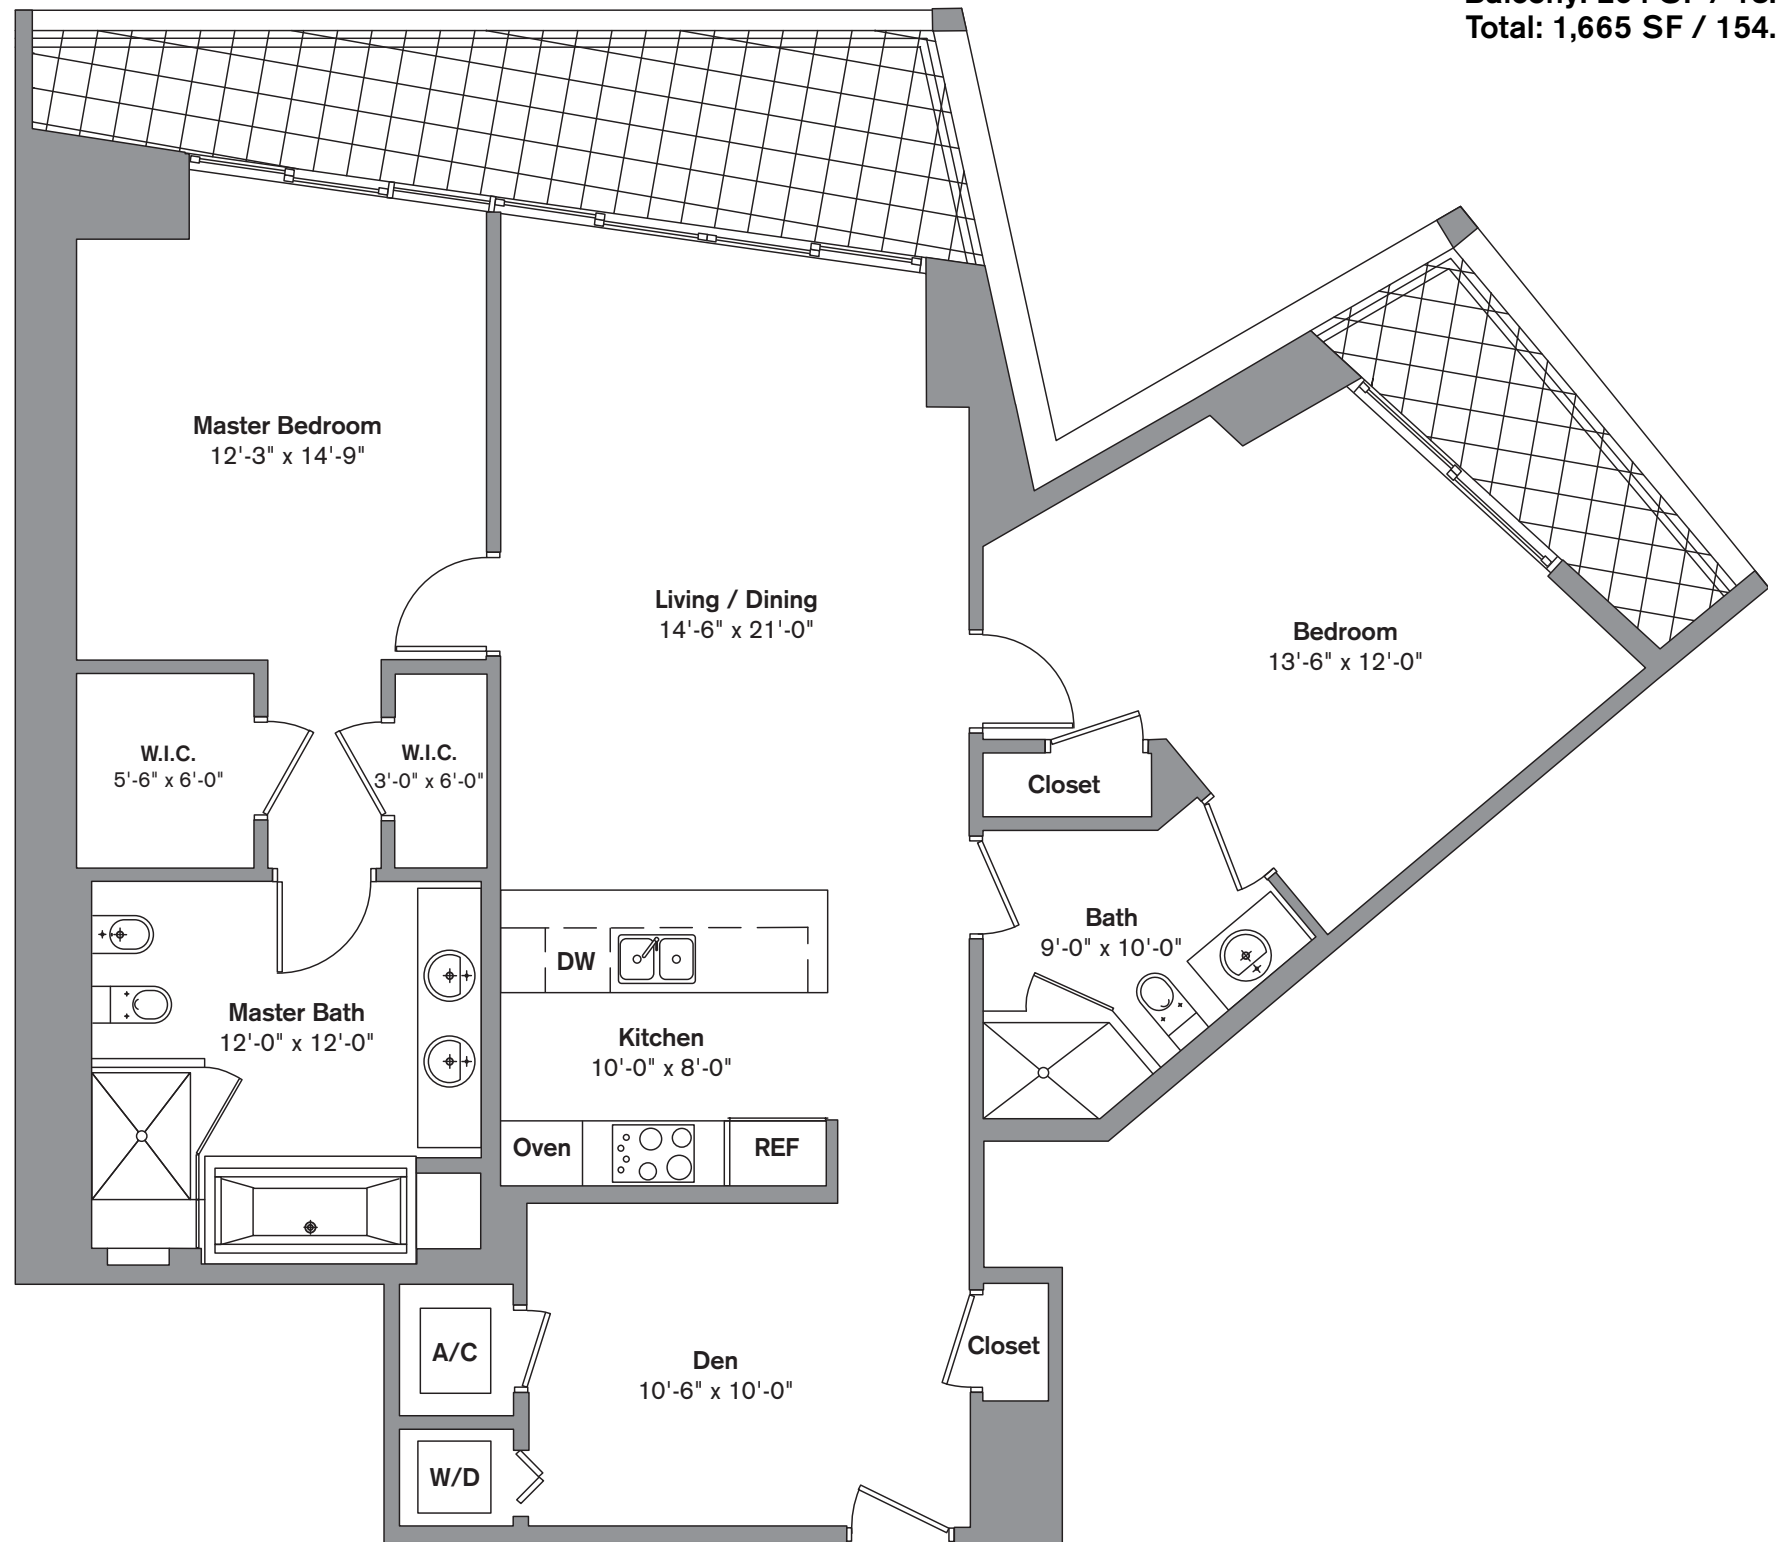 Total: 1,665 SF / 154.
Master Bedroom
12'-3" x 14'-9"
Living / Dining
14'-6" x 21'-0"
Bedroom
13'-6" x 12'-0"
W.I.C.
5'-6" x 6'-0"
W.I.C.
3'-0" x 6'-0"
Closet
Bath
9'-0" x 10'-0"
DW
Master Bath
12'-0" x 12'-0"
Kitchen
10'-0" x 8'-0"
Oven
REF
A/C
Den
10'-6" x 10'-0"
Closet
W/D